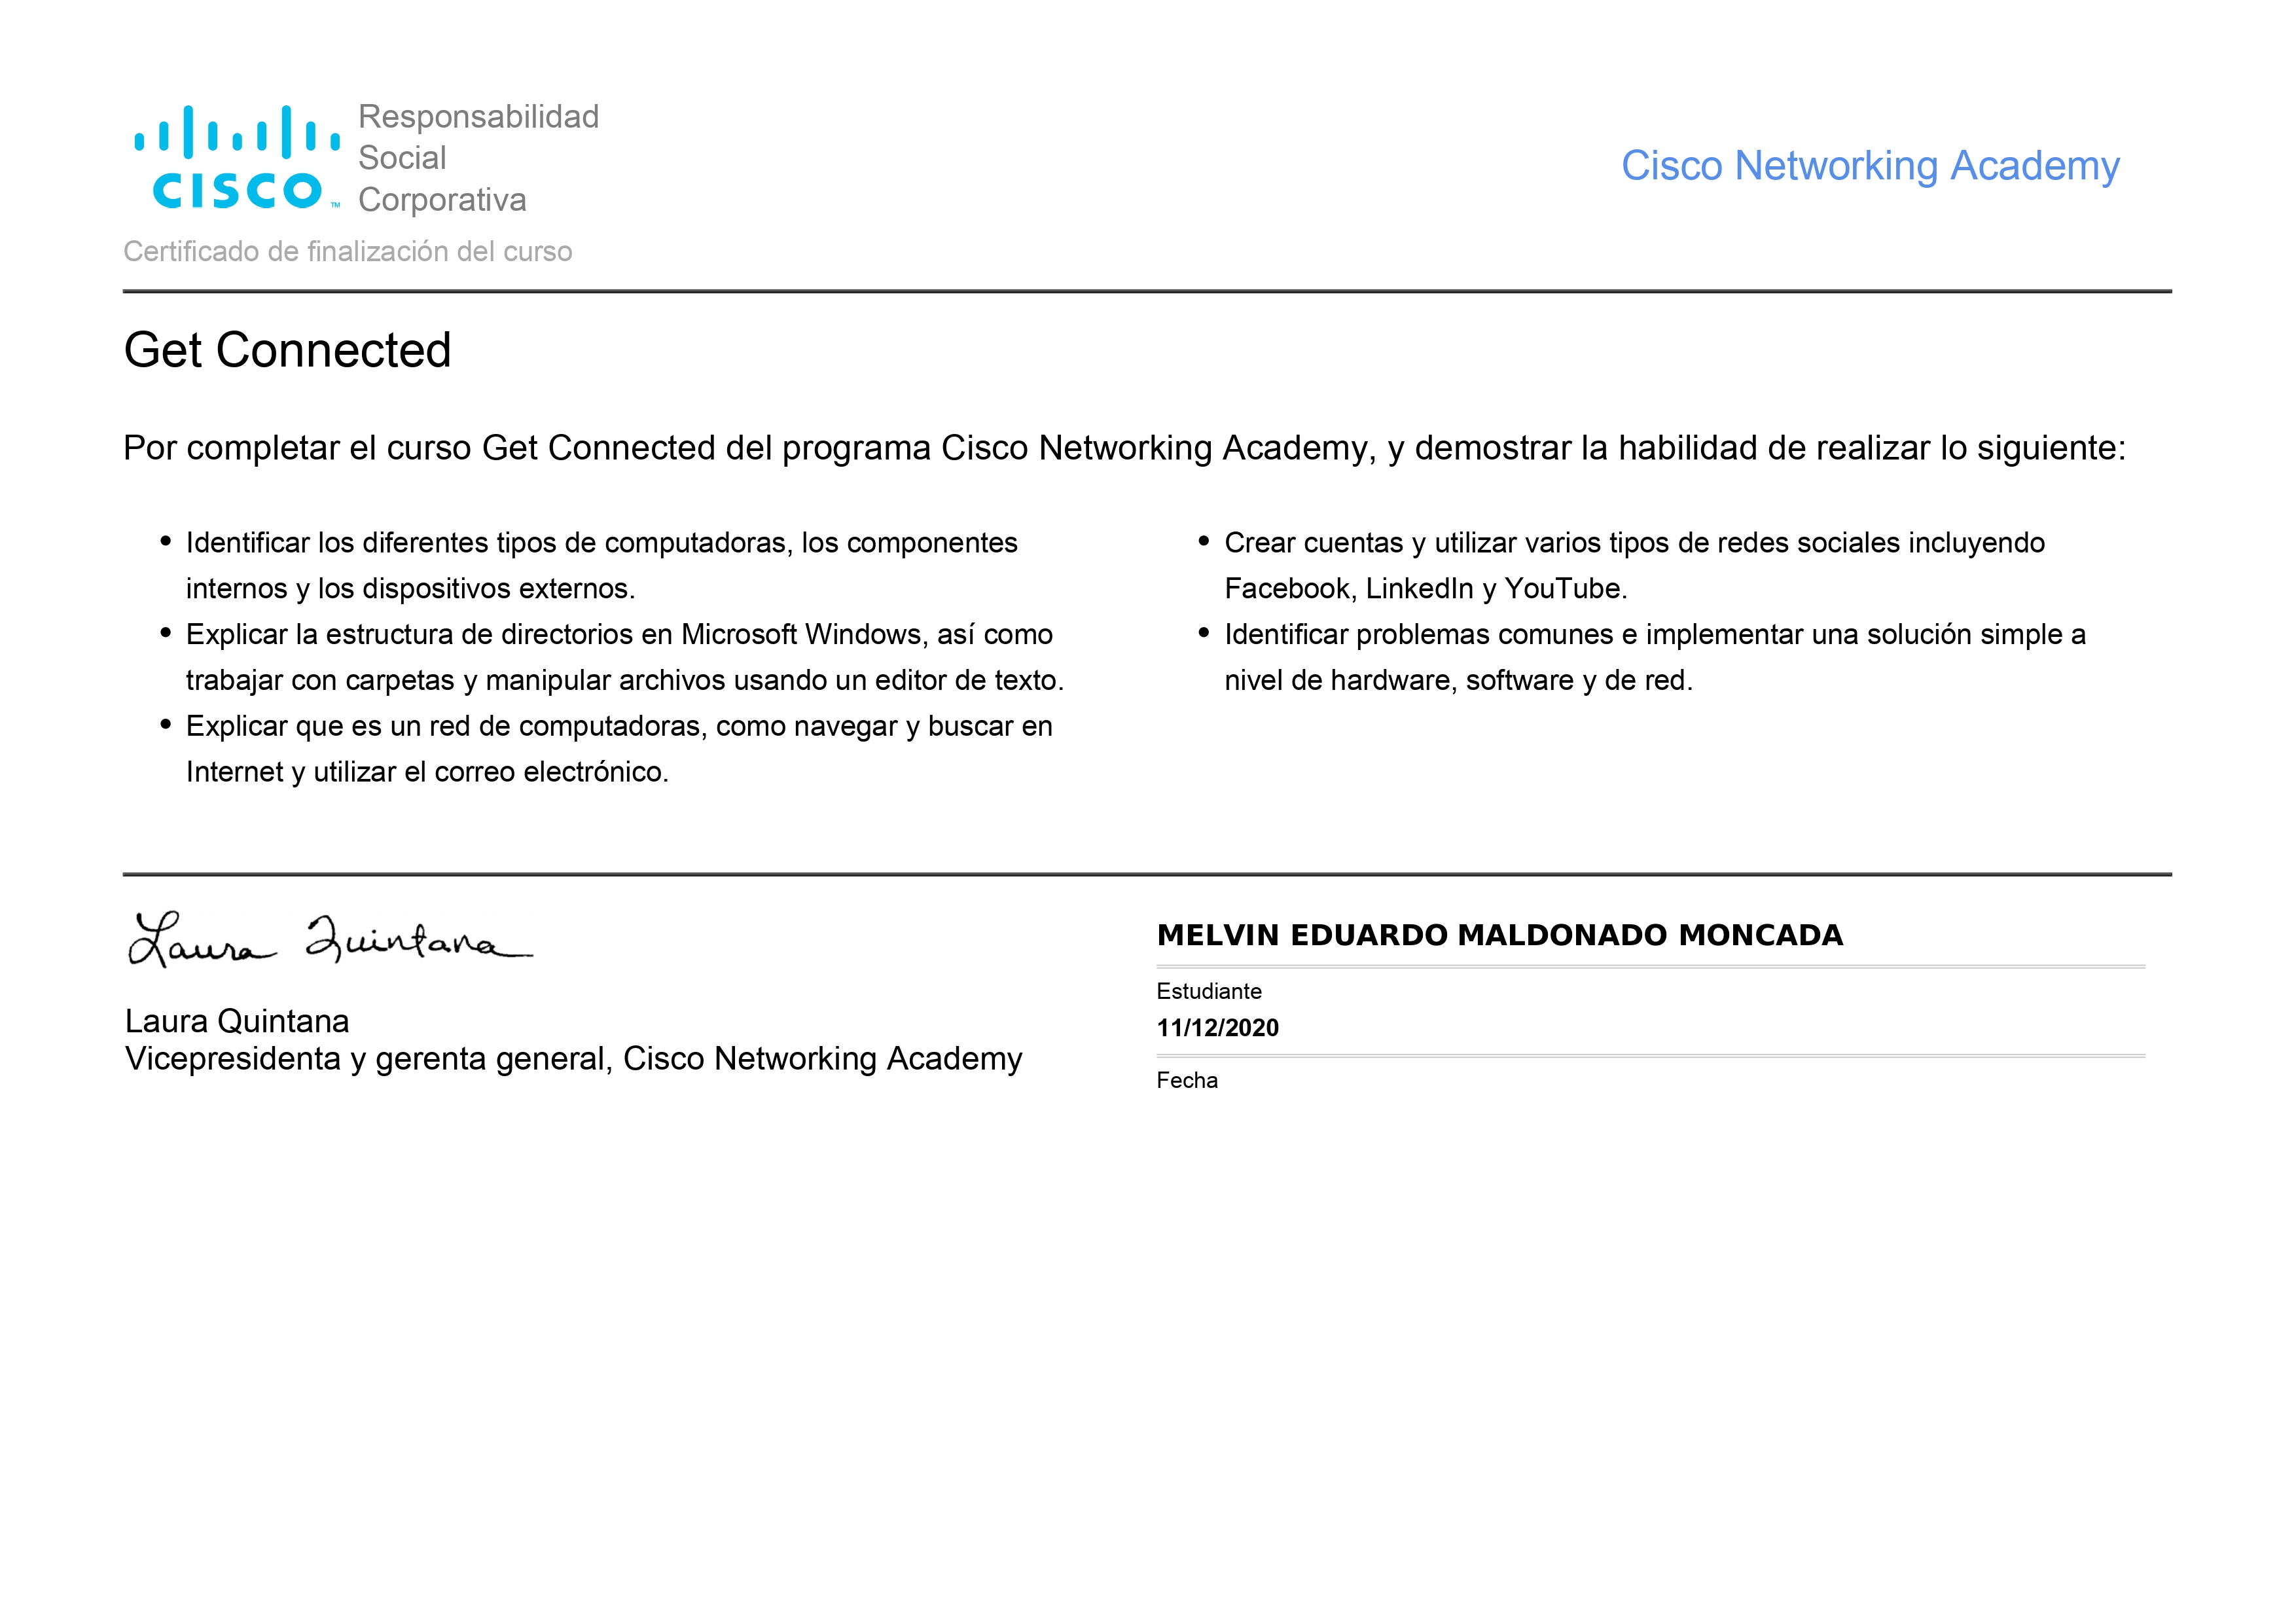 Responsabilidad
Social
Corporativa
CISCO™
Cisco Networking Academy
Certificado de finalización del curso
Get Connected
Por completar el curso Get Connected del programa Cisco Networking Academy, y demostrar la habilidad de realizar lo siguiente:
• Identificar los diferentes tipos de computadoras, los componentes
internos y los dispositivos externos.
• Explicar la estructura de directorios en Microsoft Windows, así como
trabajar con carpetas y manipular archivos usando un editor de texto.
• Explicar que es un red de computadoras, como navegar y buscar en
Internet y utilizar el correo electrónico.
• Crear cuentas y utilizar varios tipos de redes sociales incluyendo
Facebook, LinkedIn y YouTube.
• Identificar problemas comunes e implementar una solución simple a
nivel de hardware, software y de red.
Laura Quintana
Laura Quintana
Vicepresidenta y gerenta general, Cisco Networking Academy
MELVIN EDUARDO MALDONADO MONCADA
Estudiante
11/12/2020
Fecha